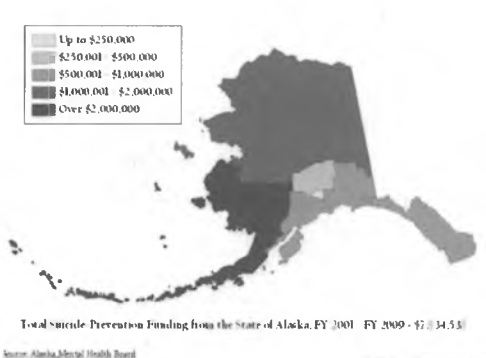 Up to $250,000
$250,001 - $500,000
$500,001 - $1,000,000
$1,000,001 - $2,000,000
Over $2,000,000
Total Suicide Prevention Funding from the State of Alaska, FY 2001 - FY 2009 -
Source: Alaska Mental Health Board